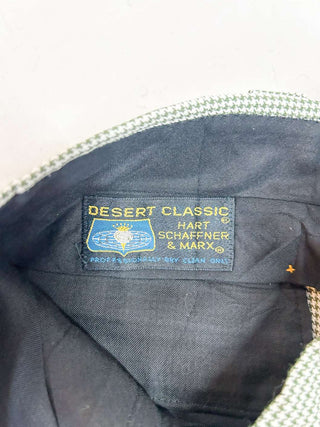 DESERT CLASSIC®
HART
SCHAFFNER
& MARX®
PROFESSIONALLY DRY CLEAN ONLY